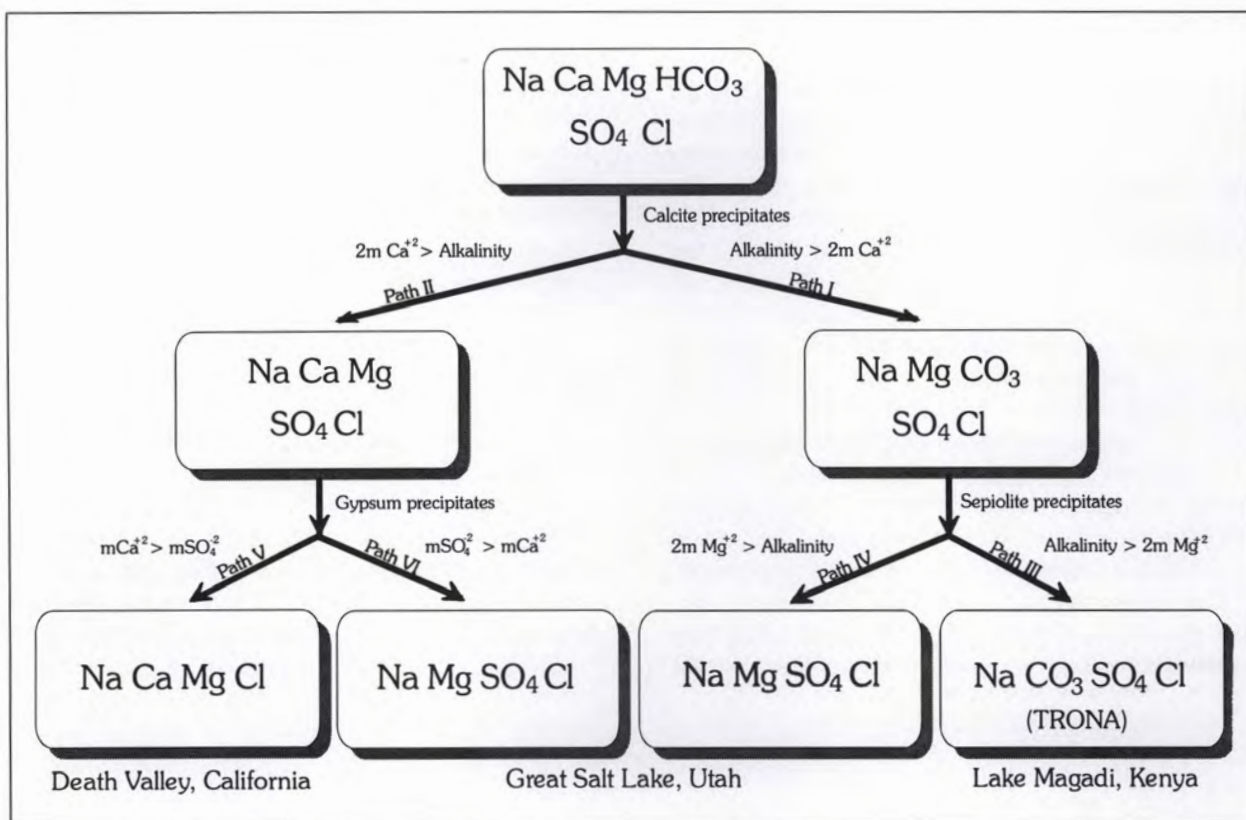 Na Ca Mg HCO₃
SO₄ Cl
Calcite precipitates
2m Ca⁺² > Alkalinity
Alkalinity > 2m Ca⁺²
Path II
Path I
Na Ca Mg
SO₄ Cl
Na Mg CO₃
SO₄ Cl
Gypsum precipitates
Sepiolite precipitates
mCa⁺² > mSO₄⁻²
Path V
Path VI
mSO₄⁻² > mCa⁺²
2m Mg⁺² > Alkalinity
Path IV
Path III
Alkalinity > 2m Mg⁺²
Na Ca Mg Cl
Na Mg SO₄ Cl
Na Mg SO₄ Cl
Na CO₃ SO₄ Cl
(TRONA)
Death Valley, California
Great Salt Lake, Utah
Lake Magadi, Kenya